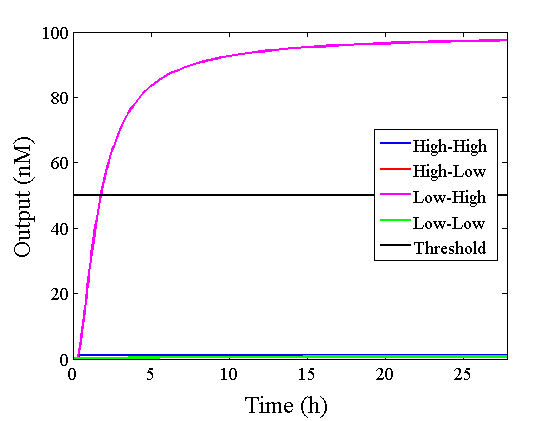 100
80
60
40
20
0
Output (nM)
High-High
High-Low
Low-High
Low-Low
Threshold
0 5 10 15 20 25
Time (h)